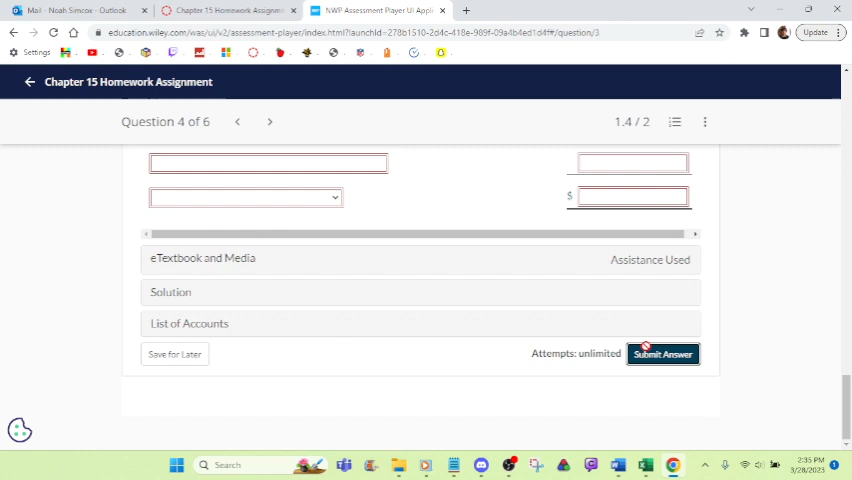 Mail - Noah Simcox - Outlook
Chapter 15 Homework Assignm
NWP Assessment Player UI Appli
education.wiley.com/was/ui/v2/assessment-player/index.html?launchId=278b1510-2d4c-418e-989f-09a4b4ed1d4f#/question/3
Update
Settings
Chapter 15 Homework Assignment
Question 4 of 6
1.4 / 2
$
eTextbook and Media
Assistance Used
Solution
List of Accounts
Save for Later
Attempts: unlimited
Submit Answer
Search
2:35 PM
3/28/2023
1